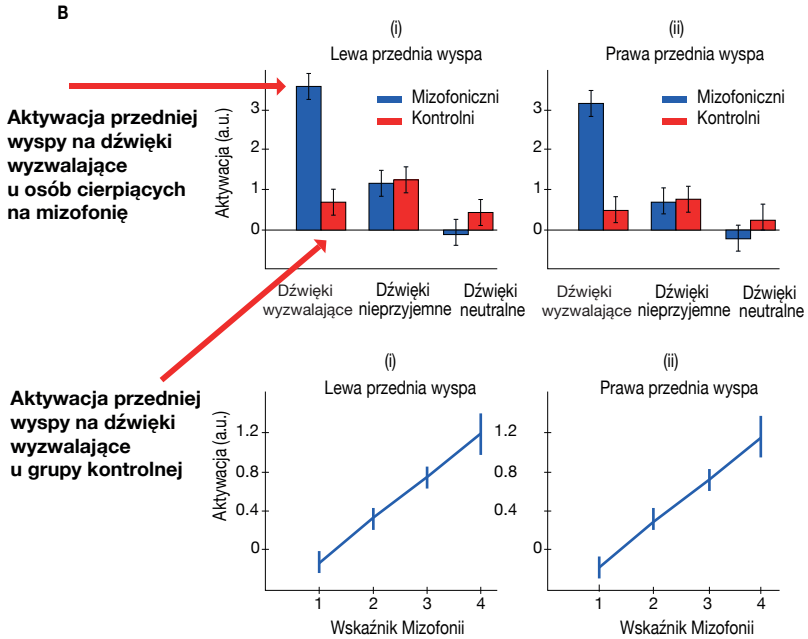 B
(i)
Lewa przednia wyspa
(ii)
Prawa przednia wyspa
Aktywacja przedniej
wyspy na dźwięki
wyzwalające
u osób cierpiących
na mizofonię
Aktywacja (a.u.)
3
2
1
0
Mizofoniczni
Kontrolni
Dźwięki
wyzwalające
Dźwięki
nieprzyjemne
Dźwięki
neutralne
3
2
1
0
Mizofoniczni
Kontrolni
Dźwięki
wyzwalające
Dźwięki
nieprzyjemne
Dźwięki
neutralne
Aktywacja przedniej
wyspy na dźwięki
wyzwalające
u grupy kontrolnej
(i)
Lewa przednia wyspa
Aktywacja (a.u.)
1.2
0.8
0.4
0
1 2 3 4
Wskaźnik Mizofonii
(ii)
Prawa przednia wyspa
1.2
0.8
0.4
0
1 2 3 4
Wskaźnik Mizofonii